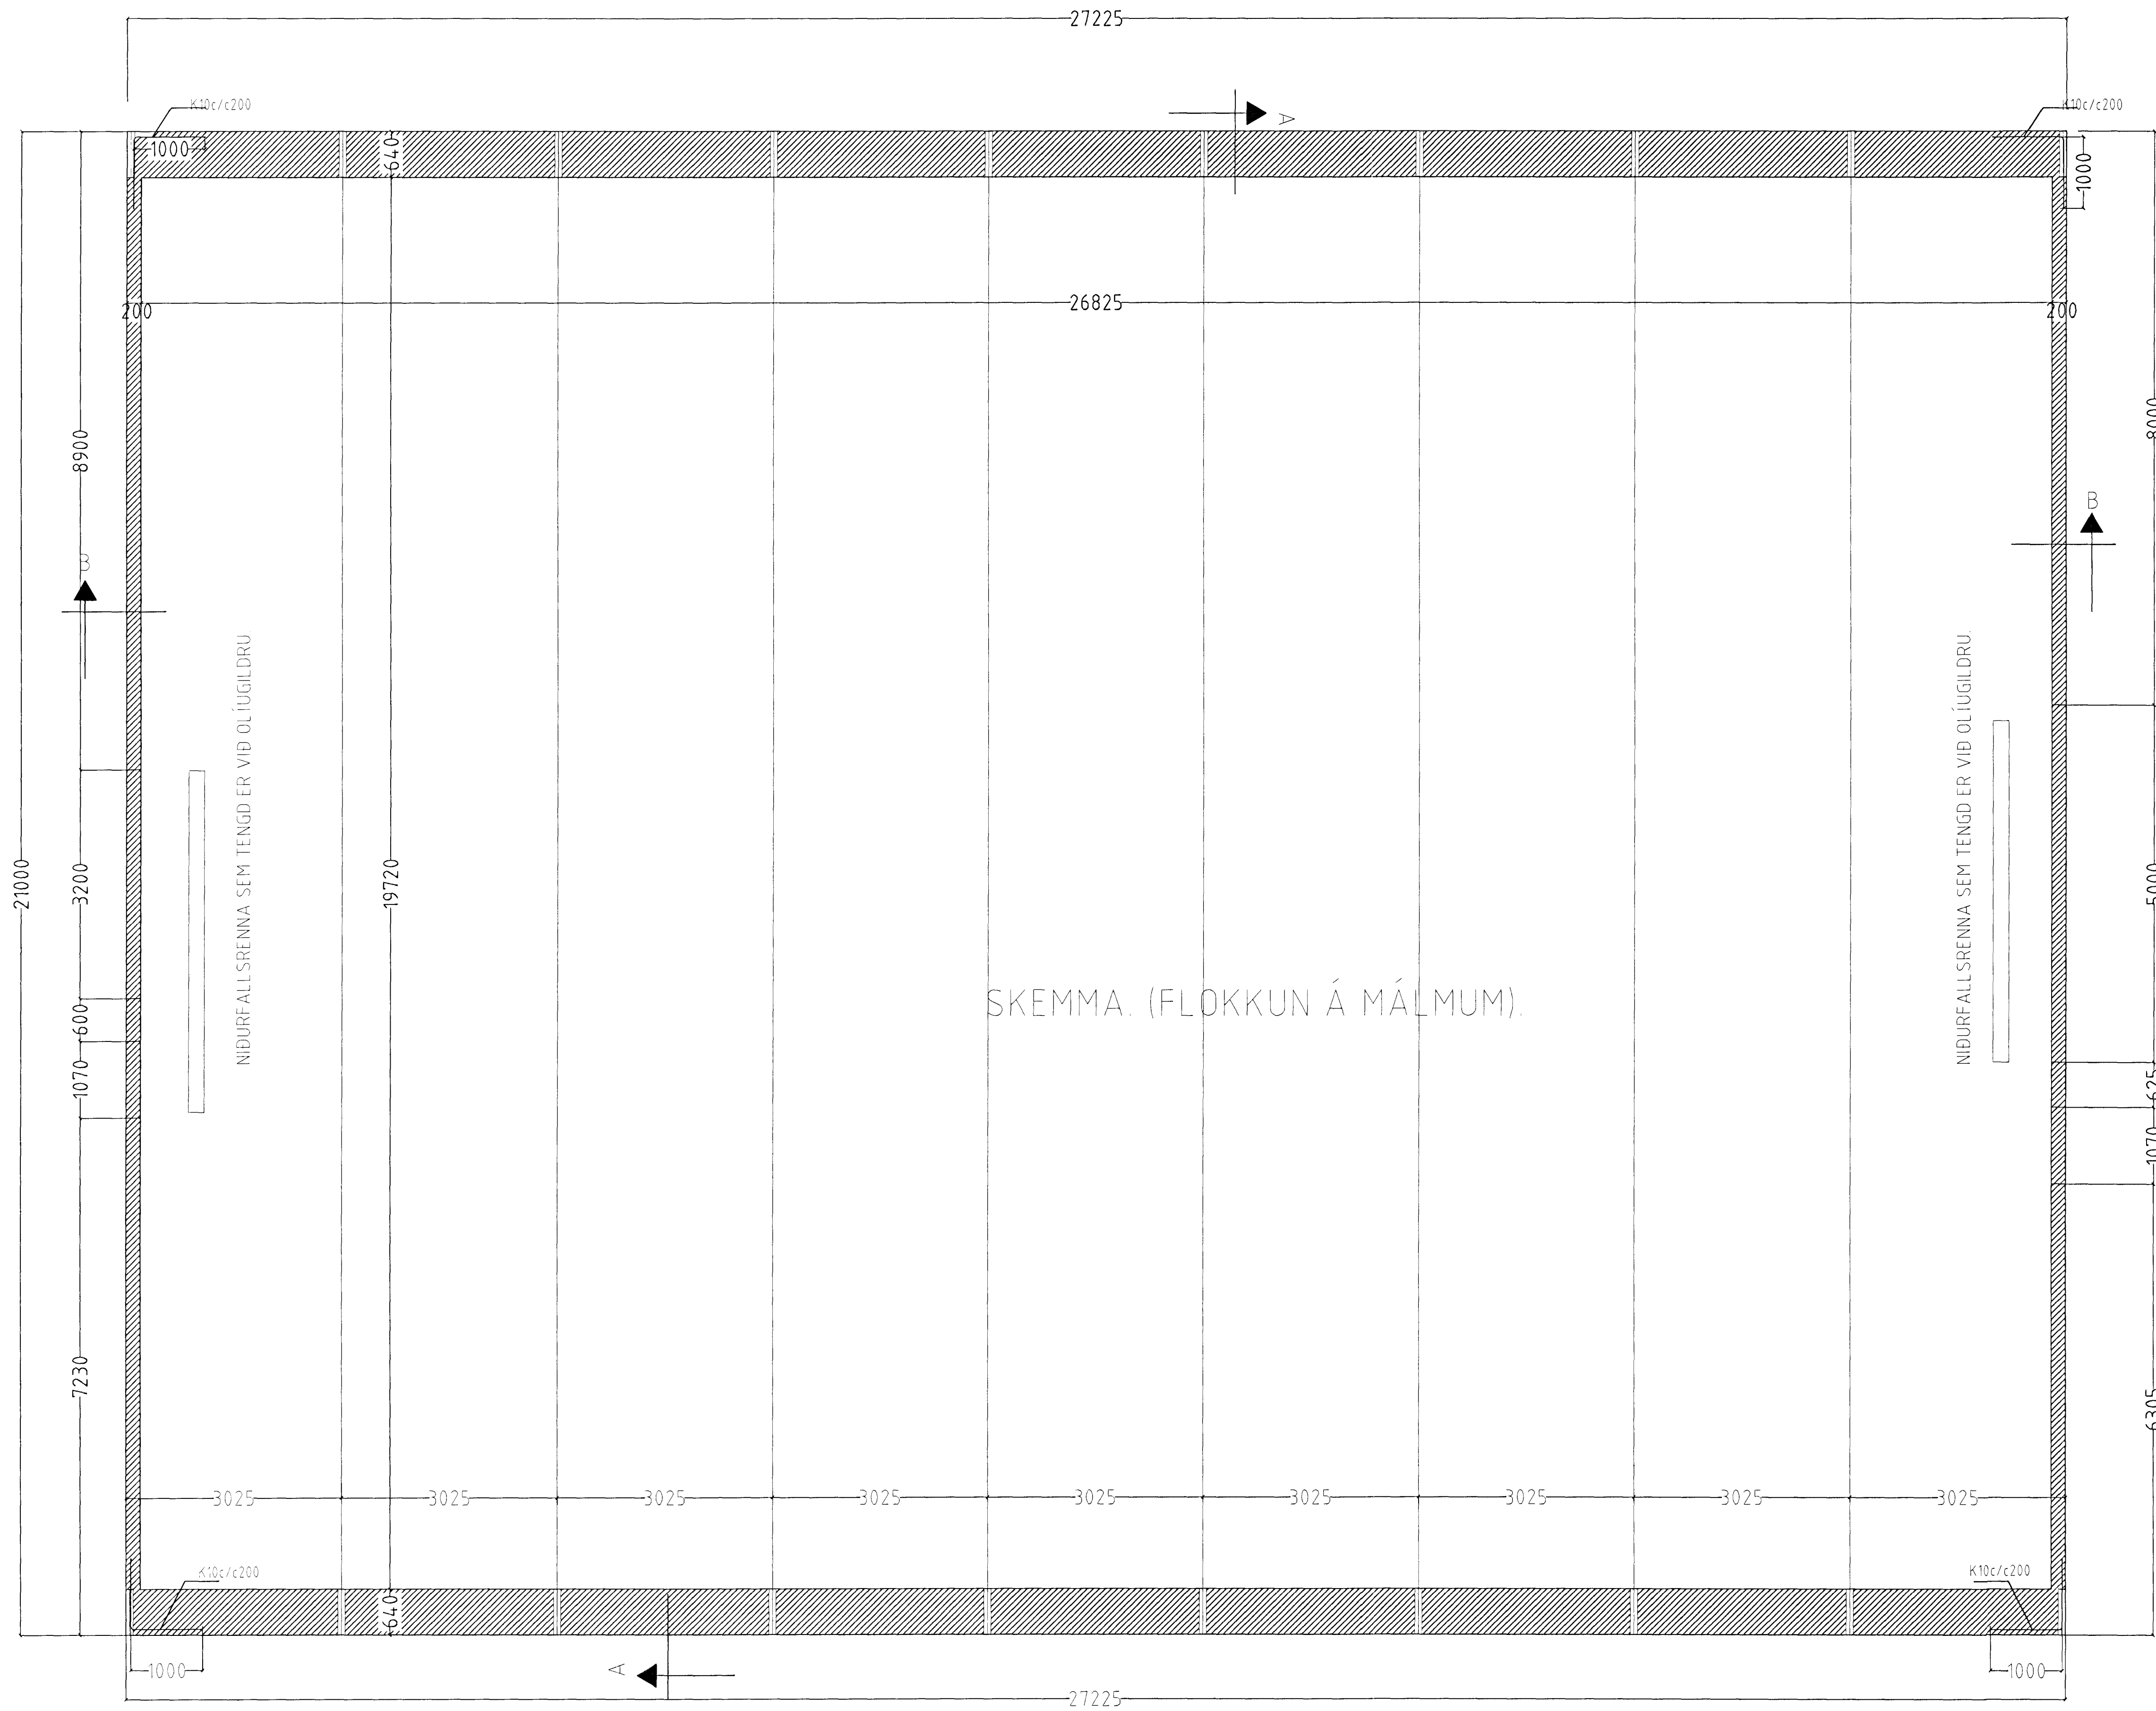 27225
K10c/c200
K10c/c200
1000
640
1000
200
26825
200
8900
8000
B
B
NIÐURFALLSRENNA SEM TENGD ER VIÐ OLÍUGILDRU
NIÐURFALLSRENNA SEM TENGD ER VIÐ OLÍUGILDRU.
21000
3200
19720
5000
SKEMMA. (FLOKKUN Á MÁLMUM).
600
1070
625
1070
7230
6305
3025 3025 3025 3025 3025 3025 3025 3025 3025
K10c/c200
K10c/c200
640
1000
A
A
1000
27225